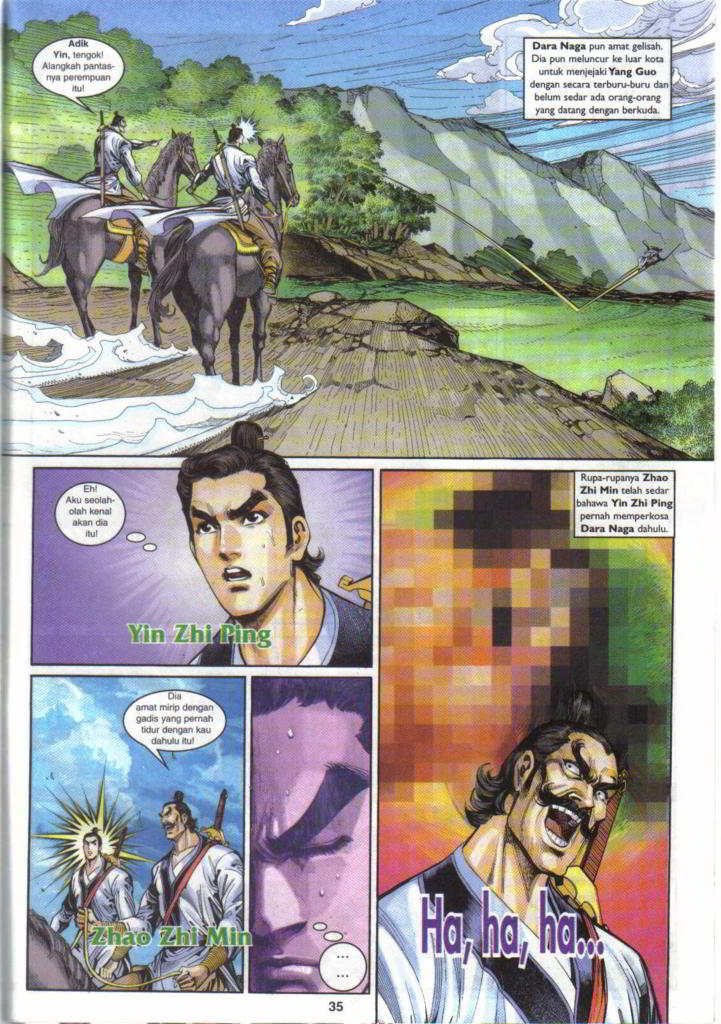 Adik
Yin, tengok!
Alangkah pantas-
nya perempuan
itu!
Dara Naga pun amat gelisah.
Dia pun meluncur ke luar kota
untuk menjejaki Yang Guo
dengan secara terburu-buru dan
belum sedar ada orang-orang
yang datang dengan berkuda.
Eh!
Aku seolah-
olah kenal
akan dia
itu!
Yin Zhi Ping
Rupa-rupanya Zhao
Zhi Min telah sedar
bahawa Yin Zhi Ping
pernah memperkosa
Dara Naga dahulu.
Dia
amat mirip dengan
gadis yang pernah
tidur dengan kau
dahulu itu!
Zhao Zhi Min
...
...
Ha, ha, ha...
35